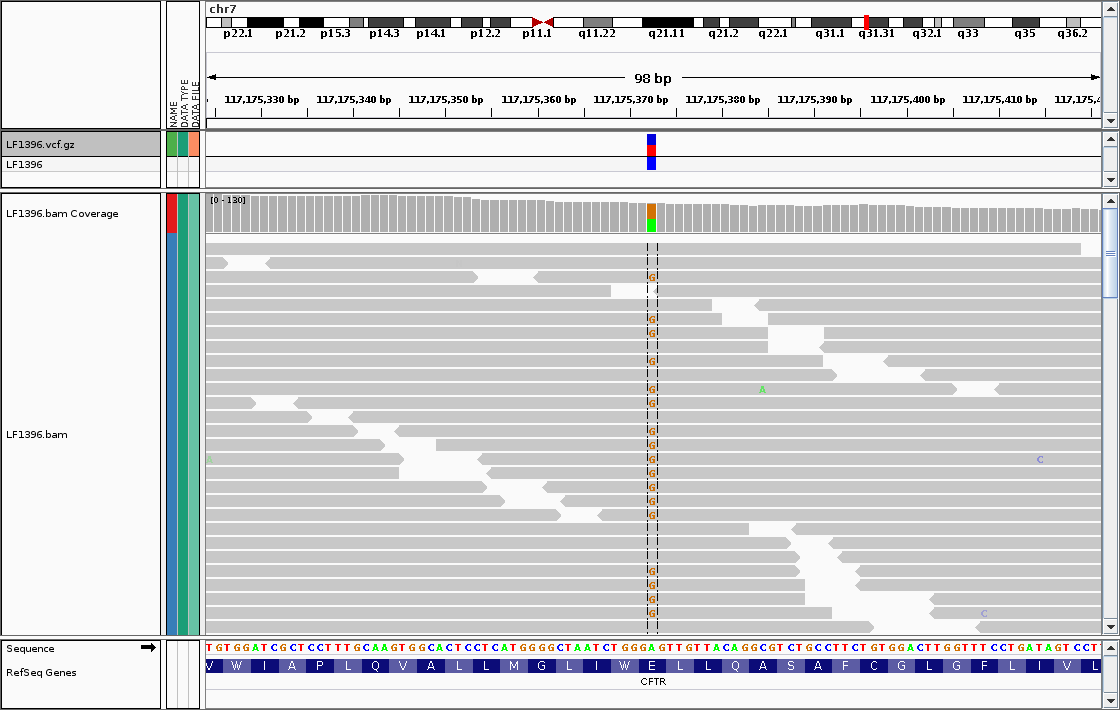 chr7
p22.1 p21.2 p15.3 p14.3 p14.1 p12.2 p11.1 q11.22 q21.11 q21.2 q22.1 q31.1 q31.31 q32.1 q33 q35 q36.2
98 bp
117,175,330 bp 117,175,340 bp 117,175,350 bp 117,175,360 bp 117,175,370 bp 117,175,380 bp 117,175,390 bp 117,175,400 bp 117,175,410 bp 117,175,4
NAME
DATA TYPE
DATA FILE
LF1396.vcf.gz
LF1396
LF1396.bam Coverage
[0 - 130]
G
G
G
G
G A
G
G
G
A G C
G
G
G
G
G
G
G
G C
LF1396.bam
Sequence
TGTGGATCGCTCCTTTGCAAGTGGCACTCCTCATGGGGCTAATCTGGGAGTTGTTACAGGCGTCTGCCTTCTGTGGACTTGGTTTCCTGATAGTCCTT
RefSeq Genes
V W I A P L Q V A L L M G L I W E L L Q A S A F C G L G F L I V L
CFTR